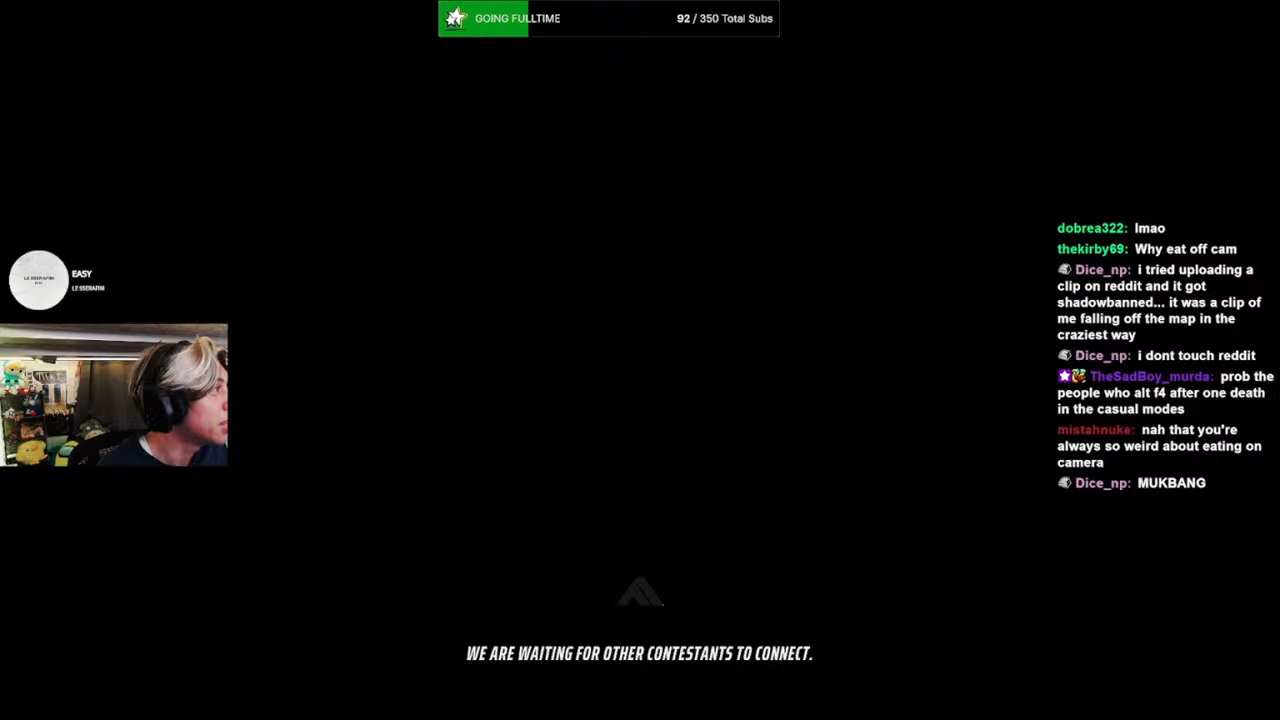 GOING FULLTIME
92 / 350 Total Subs
dobrea322: lmao
thekirby69: Why eat off cam
Dice_np: i tried uploading a
clip on reddit and it got
shadowbanned... it was a clip of
me falling off the map in the
craziest way
Dice_np: i dont touch reddit
TheSadBoy_murda: prob the
people who alt f4 after one death
in the casual modes
mistahnuke: nah that you're
always so weird about eating on
camera
Dice_np: MUKBANG
EASY
LE SSERAFIM
LE SSERAFIM
WE ARE WAITING FOR OTHER CONTESTANTS TO CONNECT.